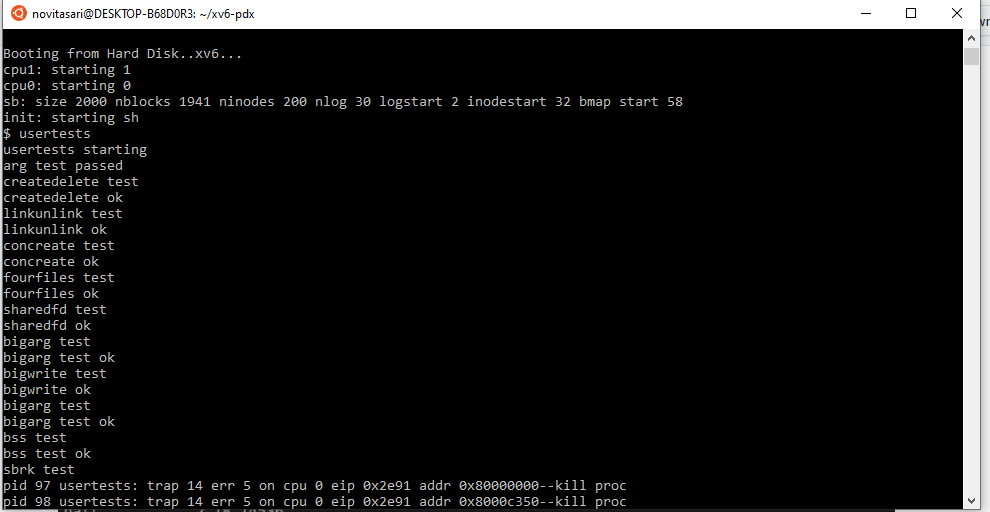 novitasari@DESKTOP-B68D0R3: ~/xv6-pdx
Booting from Hard Disk..xv6...
cpu1: starting 1
cpu0: starting 0
sb: size 2000 nblocks 1941 ninodes 200 nlog 30 logstart 2 inodestart 32 bmap start 58
init: starting sh
$ usertests
usertests starting
arg test passed
createdelete test
createdelete ok
linkunlink test
linkunlink ok
concreate test
concreate ok
fourfiles test
fourfiles ok
sharedfd test
sharedfd ok
bigarg test
bigarg test ok
bigwrite test
bigwrite ok
bigarg test
bigarg test ok
bss test
bss test ok
sbrk test
pid 97 usertests: trap 14 err 5 on cpu 0 eip 0x2e91 addr 0x80000000--kill proc
pid 98 usertests: trap 14 err 5 on cpu 0 eip 0x2e91 addr 0x8000c350--kill proc